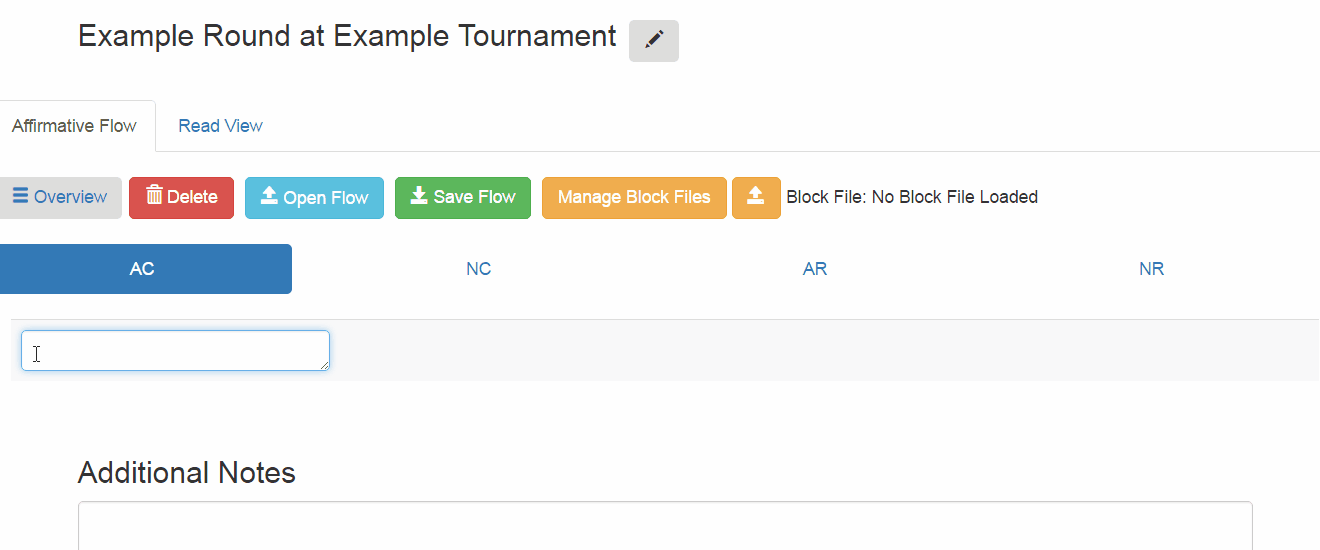 Example Round at Example Tournament
Affirmative Flow Read View
Overview Delete Open Flow Save Flow Manage Block Files Block File: No Block File Loaded
AC NC AR NR
Additional Notes